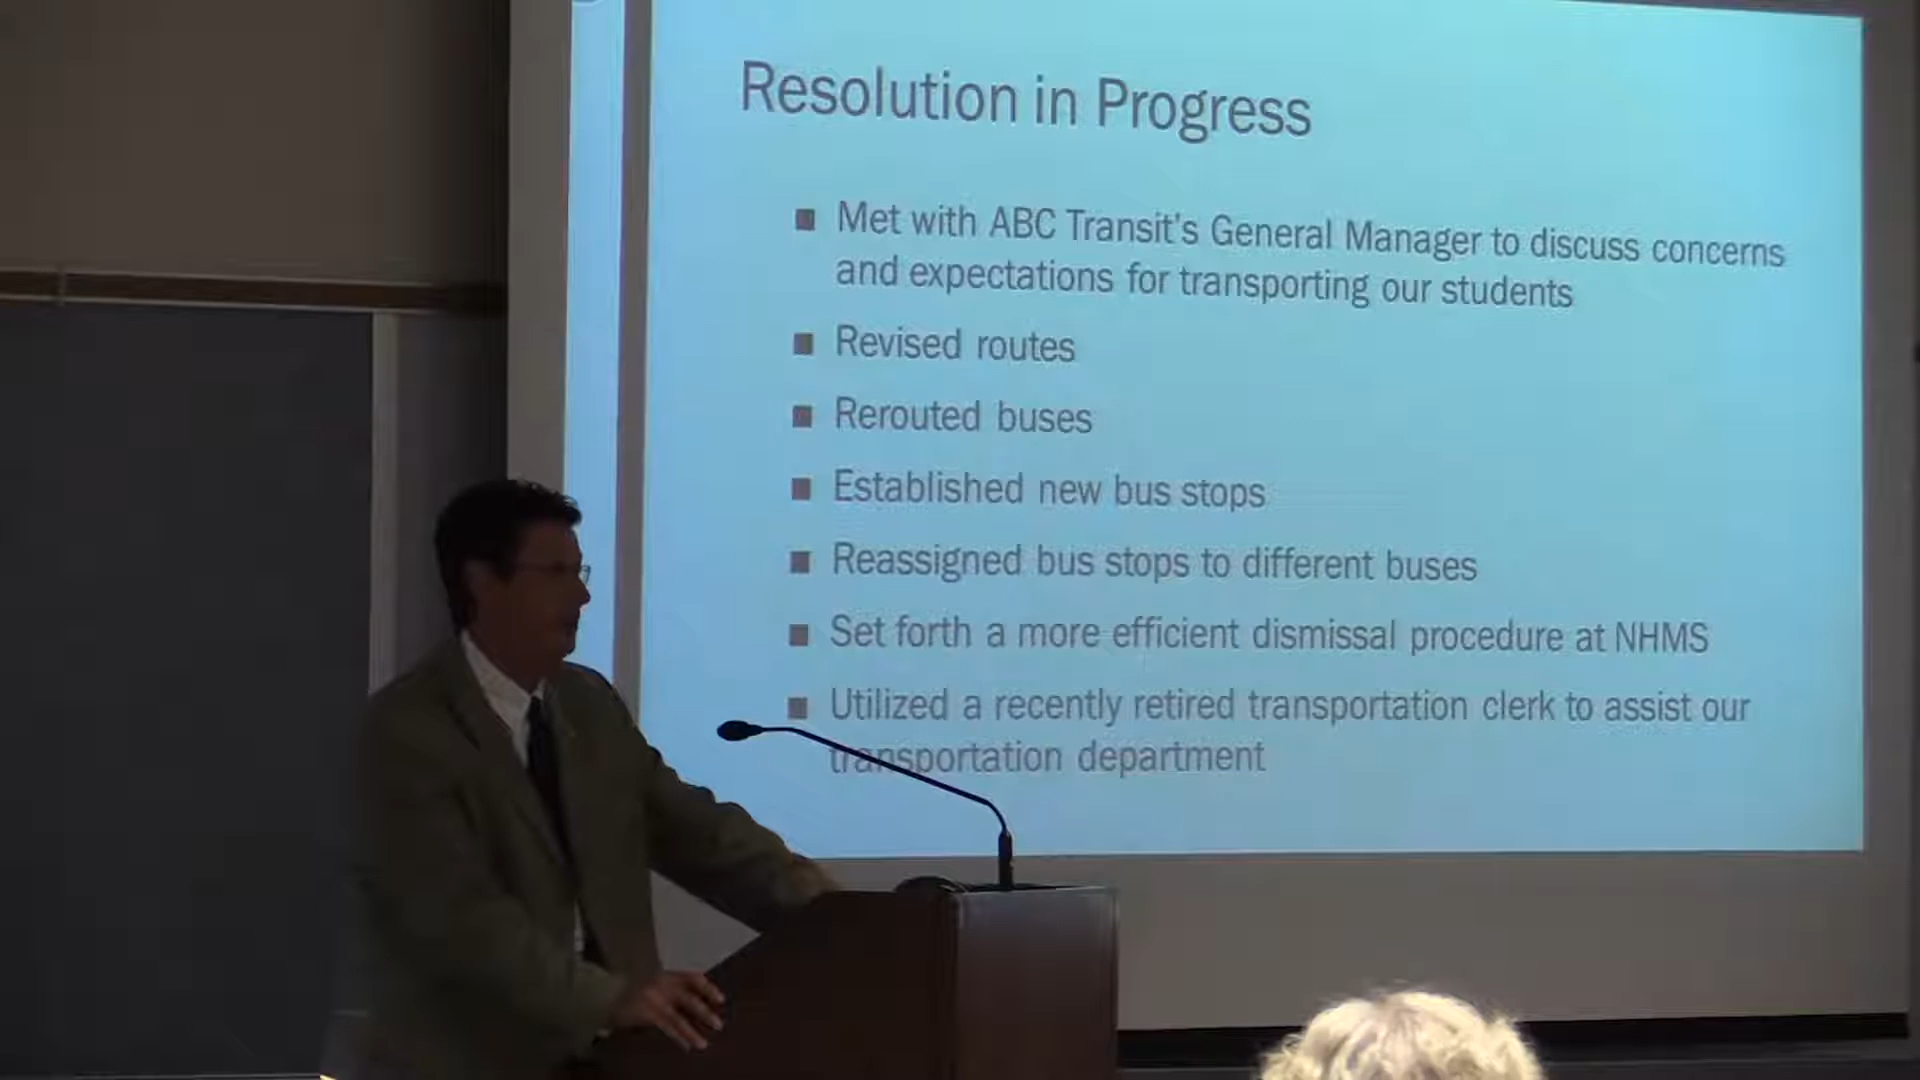 Resolution in Progress
■ Met with ABC Transit's General Manager to discuss concerns
and expectations for transporting our students
■ Revised routes
■ Rerouted buses
■ Established new bus stops
■ Reassigned bus stops to different buses
■ Set forth a more efficient dismissal procedure at NHMS
■ Utilized a recently retired transportation clerk to assist our
transportation department